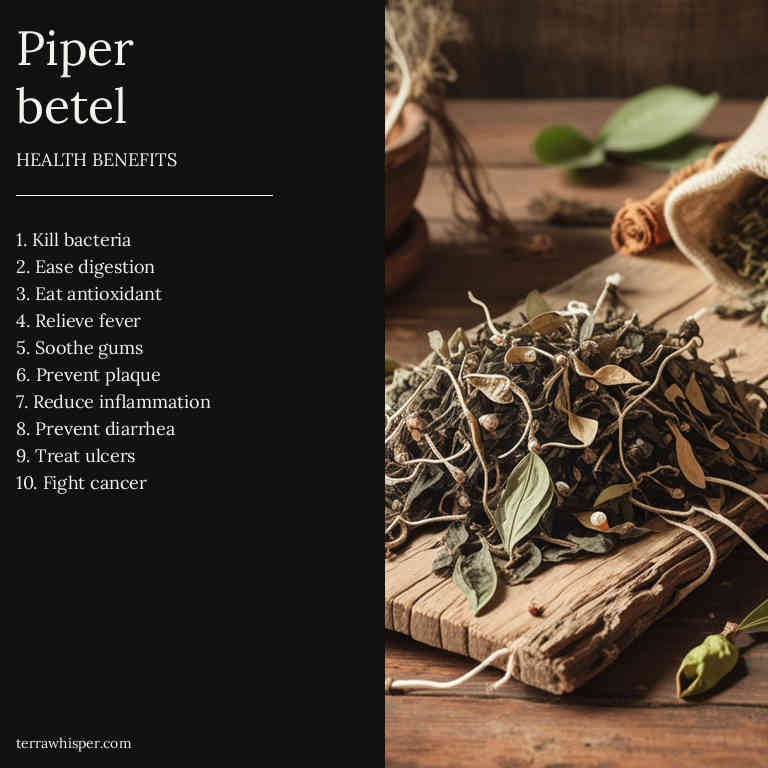 Piper
betel
HEALTH BENEFITS
1. Kill bacteria
2. Ease digestion
3. Eat antioxidant
4. Relieve fever
5. Soothe gums
6. Prevent plaque
7. Reduce inflammation
8. Prevent diarrhea
9. Treat ulcers
10. Fight cancer
terrawhisper.com